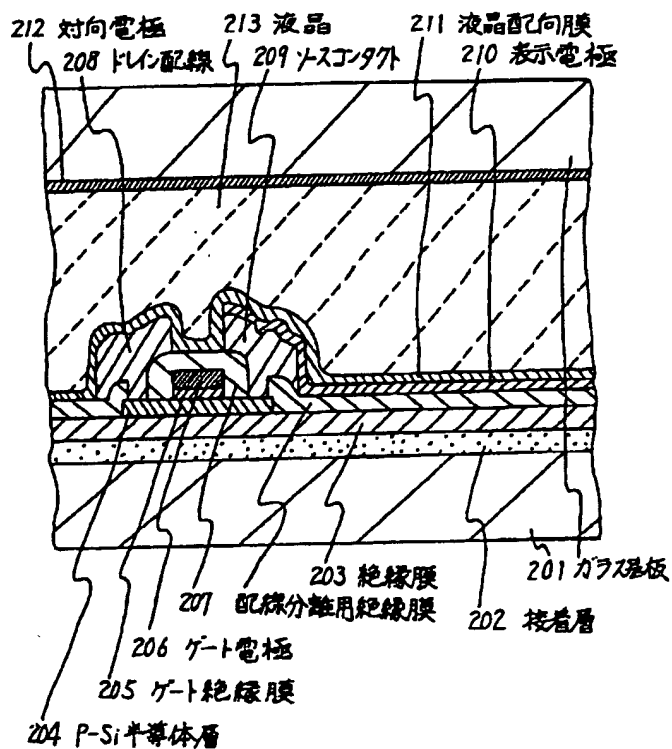 212 対向電極
213 液晶
211 液晶配向膜
208 ドレイン配線
209 ソースコンタクト
210 表示電極
201 ガラス基板
203 絶縁膜
207 配線分離用絶縁膜
202 接着層
206 ゲート電極
205 ゲート絶縁膜
204 P-Si半導体層